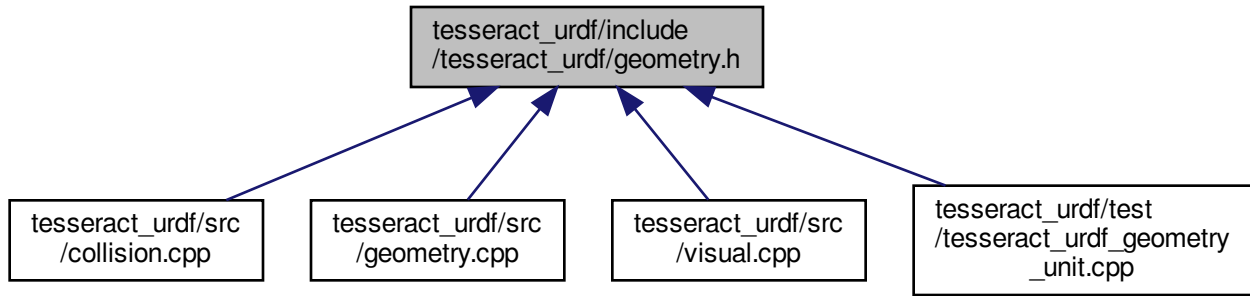 tesseract_urdf/include
/tesseract_urdf/geometry.h
tesseract_urdf/src
/collision.cpp
tesseract_urdf/src
/geometry.cpp
tesseract_urdf/src
/visual.cpp
tesseract_urdf/test
/tesseract_urdf_geometry
_unit.cpp